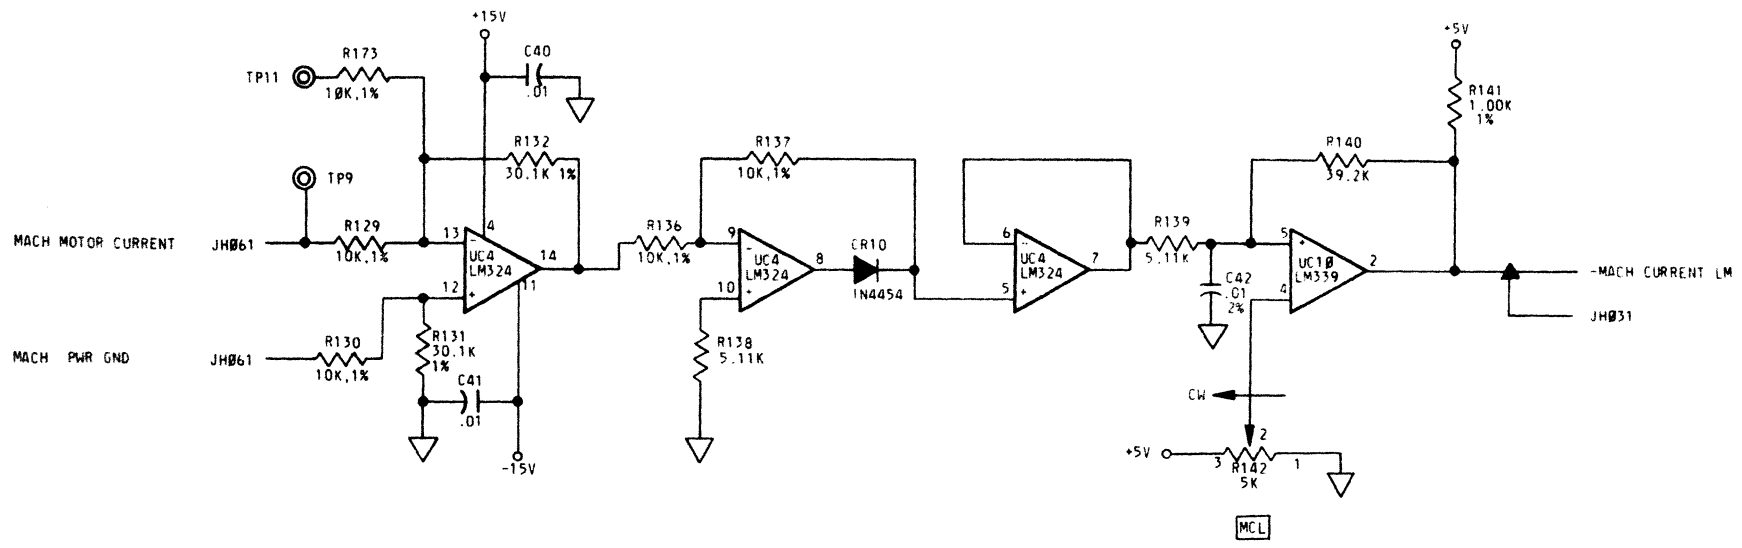 +15V
C40
.01
R173
TP11
10K,1%
R132
30.1K 1%
TP9
R129
10K,1%
MACH MOTOR CURRENT JH061
13
-
4
UC4
LM324
14
12
+
11
R130
10K,1%
MACH PWR GND JH061
R131
30.1K
1%
C41
.01
-15V
R137
10K,1%
R136
10K,1%
9
-
UC4
LM324
8
10
+
CR10
1N4454
R138
5.11K
6
-
UC4
LM324
7
5
+
R139
5.11K
C42
.01
2%
+5V
R141
1.00K
1%
R140
39.2K
5
+
UC10
LM339
2
4
-MACH CURRENT LM
JH031
CW
+5V
3
2
1
R142
5K
MCL